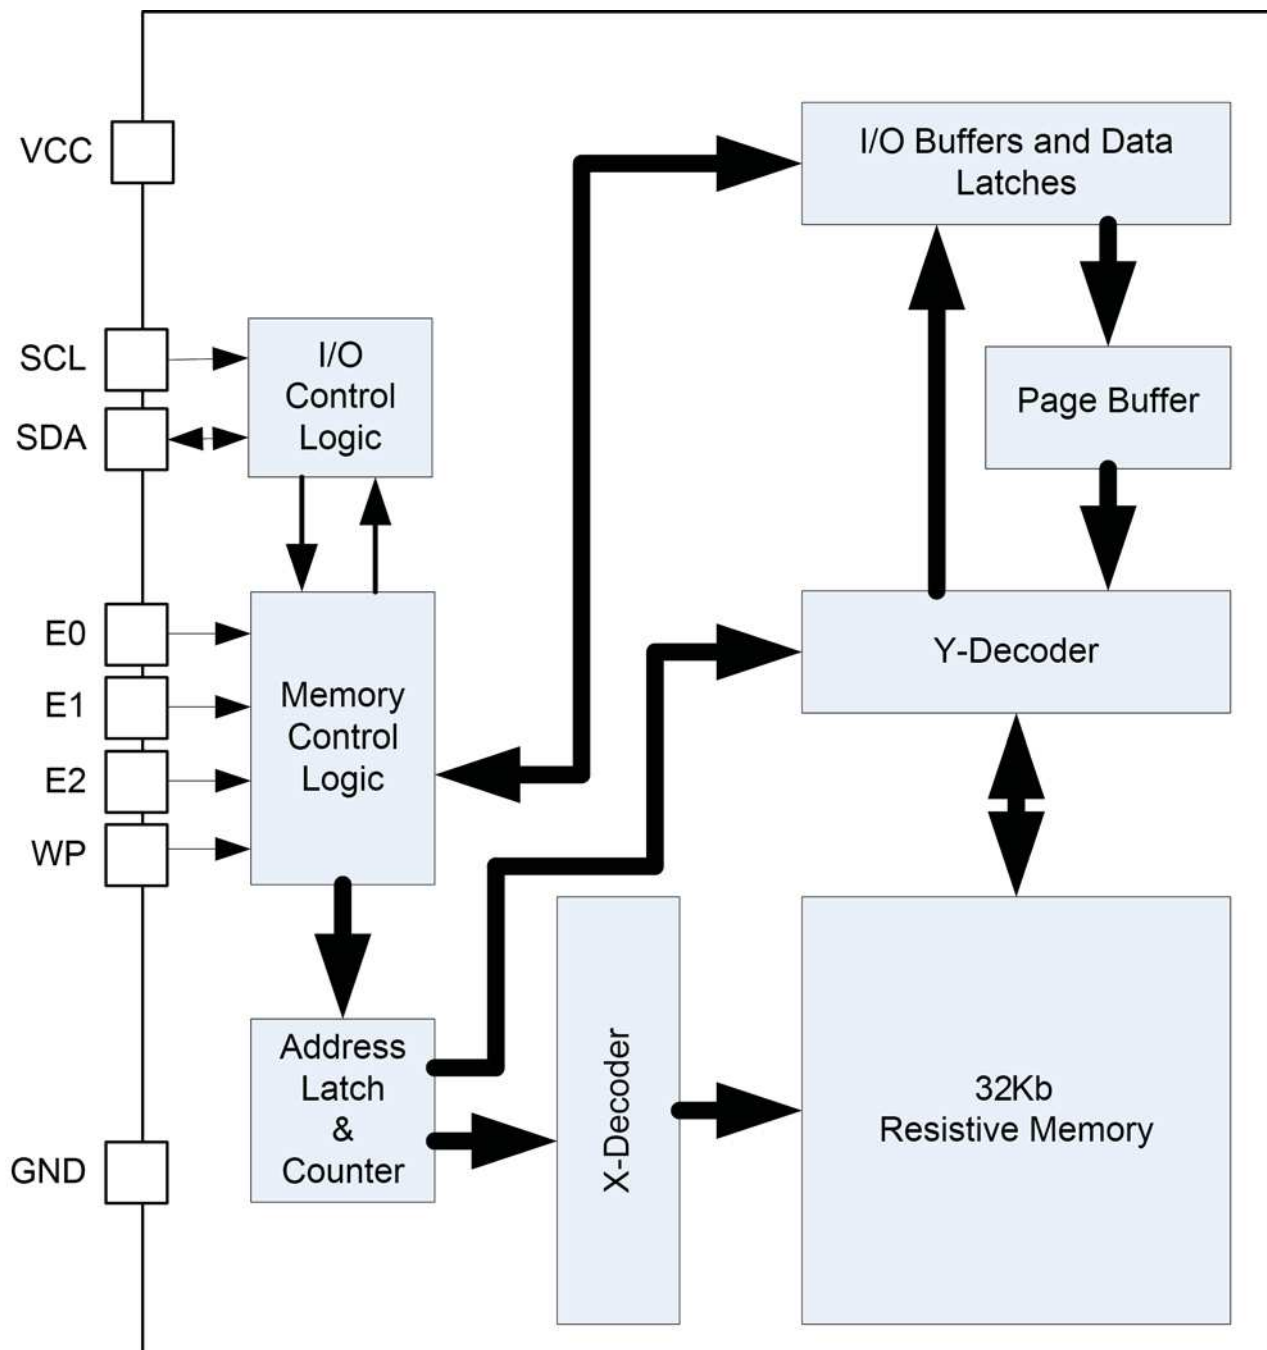 VCC
SCL
SDA
E0
E1
E2
WP
GND
I/O
Control
Logic
Memory
Control
Logic
Address
Latch
&
Counter
X-Decoder
I/O Buffers and Data
Latches
Page Buffer
Y-Decoder
32Kb
Resistive Memory